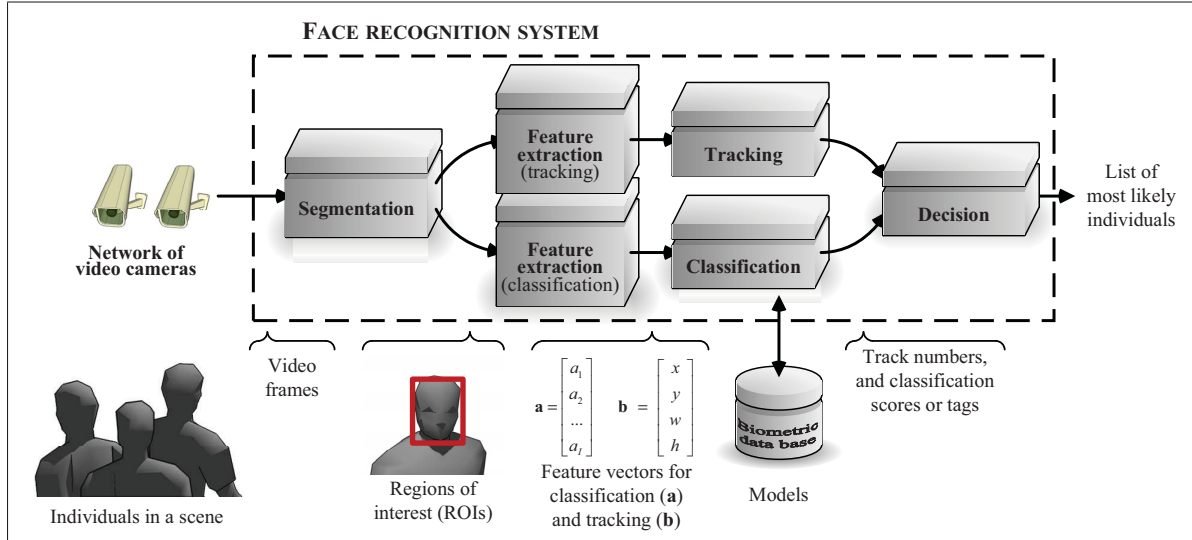 FACE RECOGNITION SYSTEM
Feature
extraction
(tracking)
Tracking
Segmentation
Decision
List of
most likely
individuals
Network of
video cameras
Feature
extraction
(classification)
Classification
Video
frames
Track numbers,
and classification
scores or tags
a = [a1 a2 ... aI]
b = [x y w h]
Biometric
data base
Individuals in a scene
Regions of
interest (ROIs)
Feature vectors for
classification (a)
and tracking (b)
Models